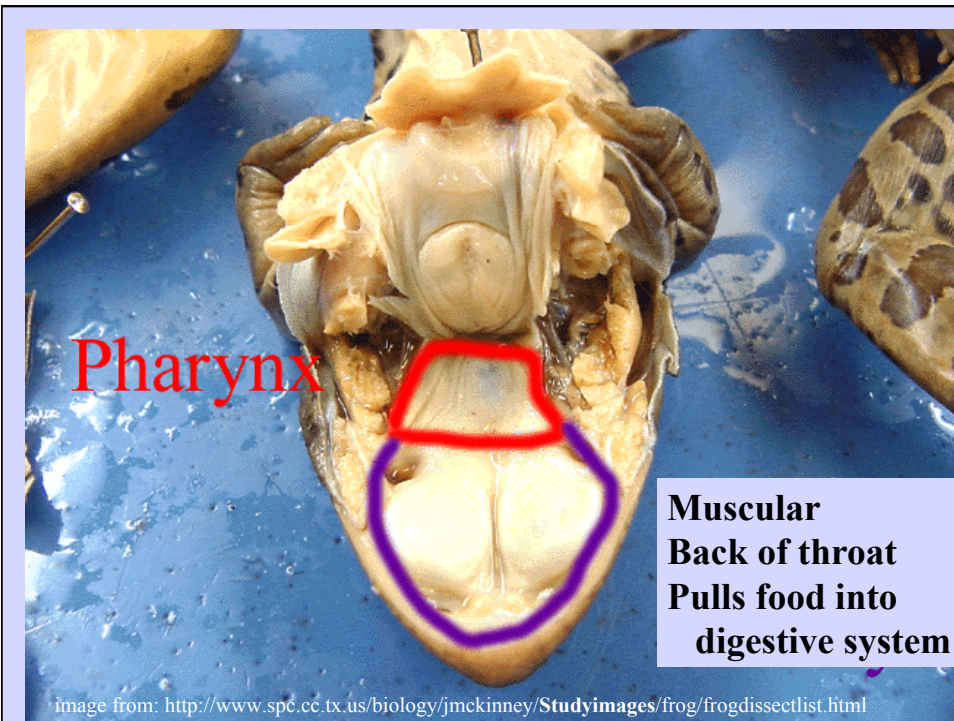 Pharynx
Muscular
Back of throat
Pulls food into
digestive system
image from: http://www.spc.cc.tx.us/biology/jmckinney/Studyimages/frog/frogdissectlist.html